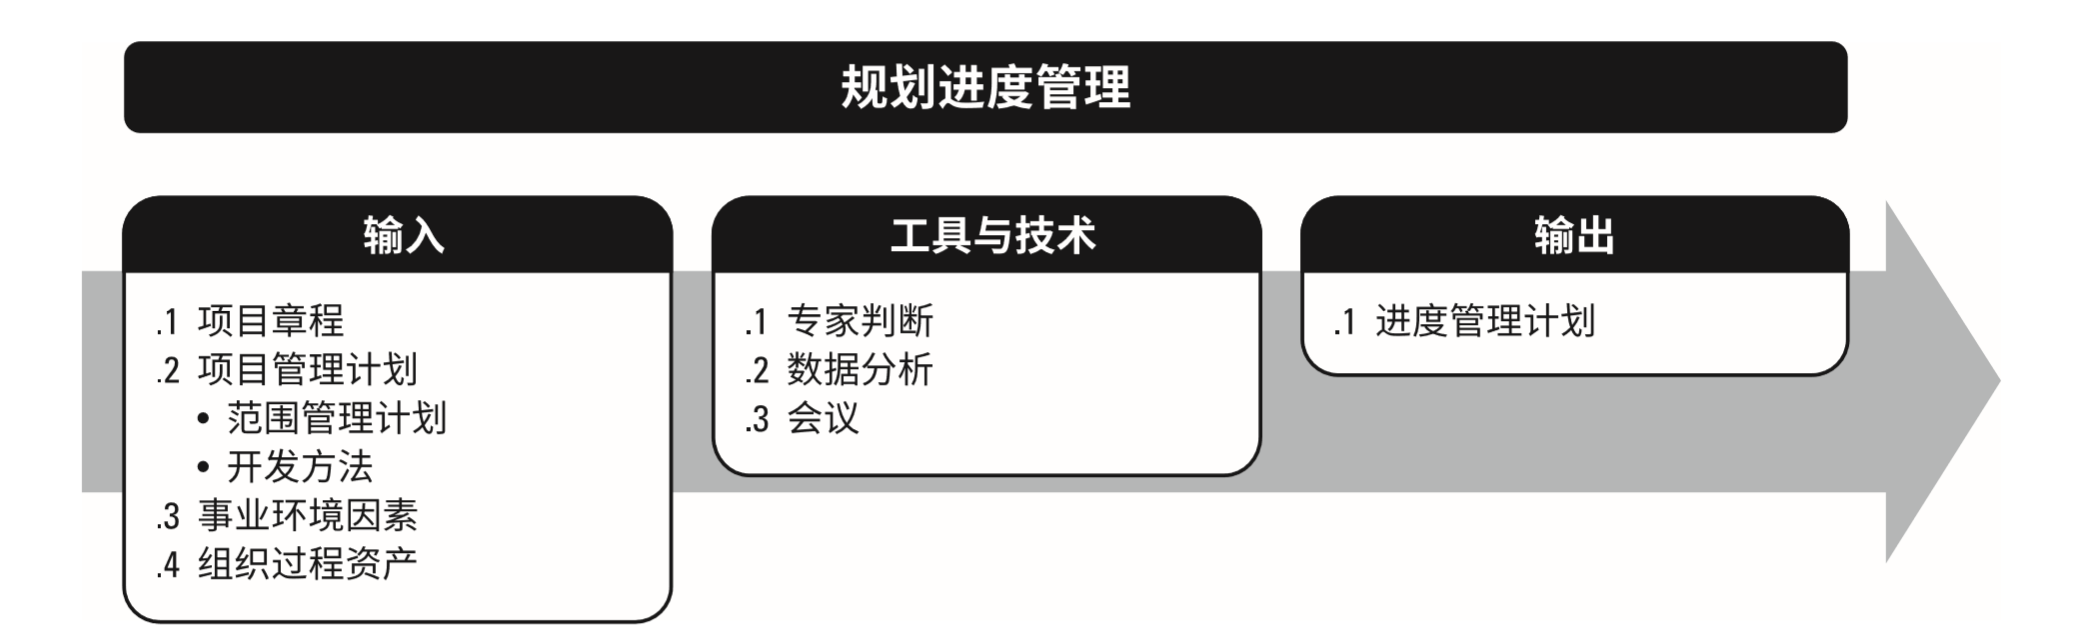 规划进度管理
输入
.1 项目章程
.2 项目管理计划
• 范围管理计划
• 开发方法
.3 事业环境因素
.4 组织过程资产
工具与技术
.1 专家判断
.2 数据分析
.3 会议
输出
.1 进度管理计划